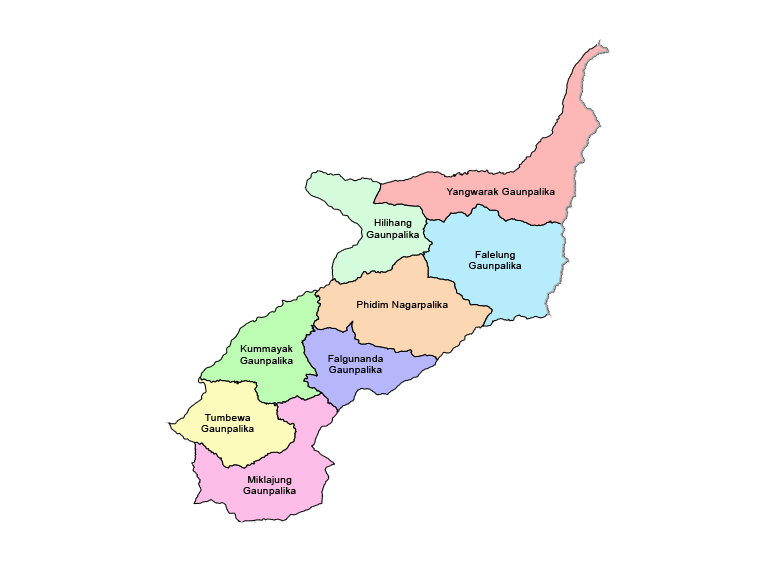 Yangwarak Gaunpalika
Hilihang
Gaunpalika
Falelung
Gaunpalika
Phidim Nagarpalika
Kummayak
Gaunpalika
Falgunanda
Gaunpalika
Tumbewa
Gaunpalika
Miklajung
Gaunpalika